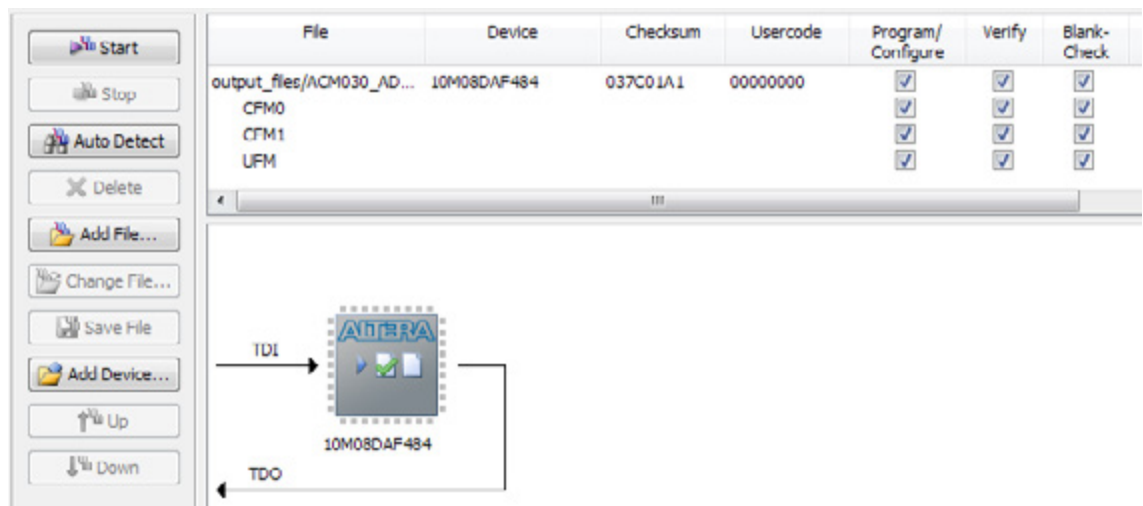 Start
Stop
Auto Detect
Delete
Add File...
Change File...
Save File
Add Device...
Up
Down
File Device Checksum Usercode Program/ Verify Blank-
Configure Check
output_files/ACM030_AD... 10M08DAF484 037C01A1 00000000
CFM0
CFM1
UFM
ALTERA
TDI
10M08DAF484
TDO